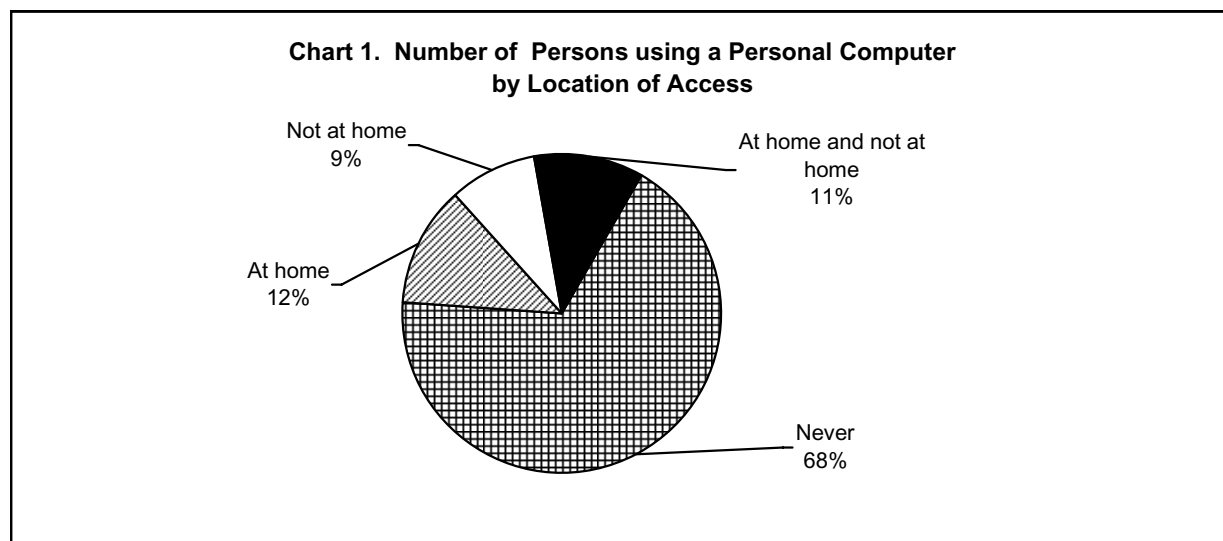 Chart 1.  Number of  Persons using a Personal Computer
by Location of Access
Not at home
9%
At home and not at
home
11%
At home
12%
Never
68%